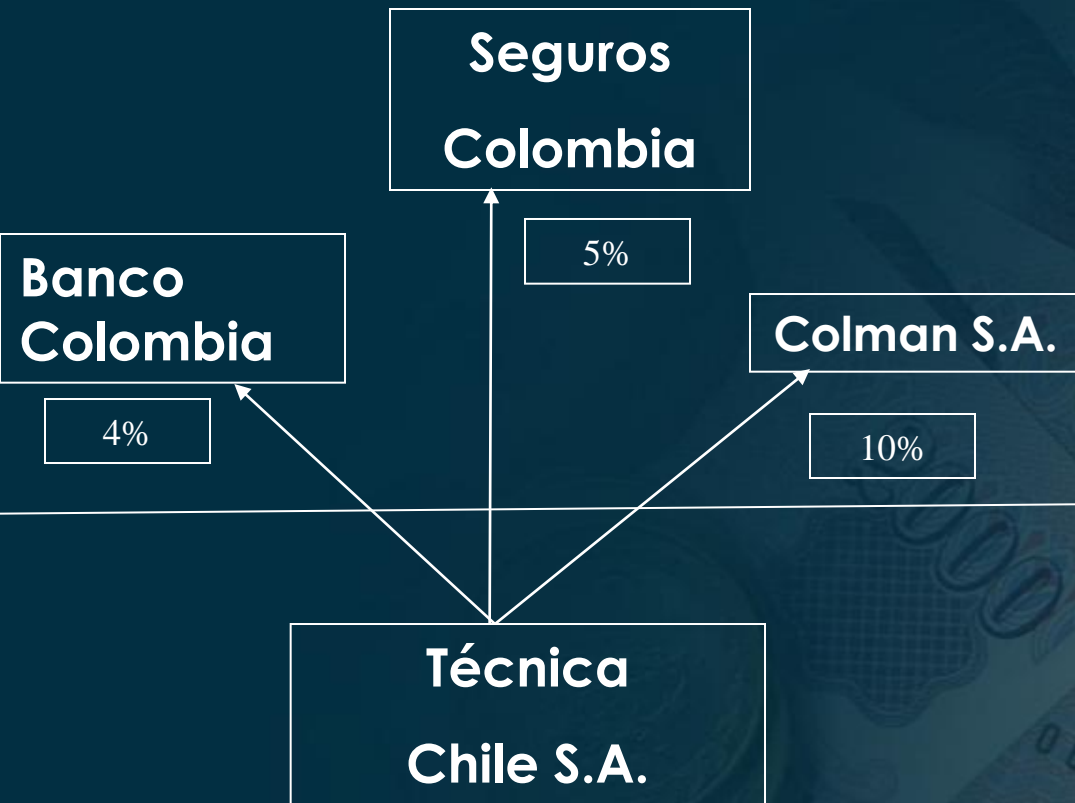 Seguros
Colombia
5%
Banco
Colombia
Colman S.A.
4%
10%
Técnica
Chile S.A.